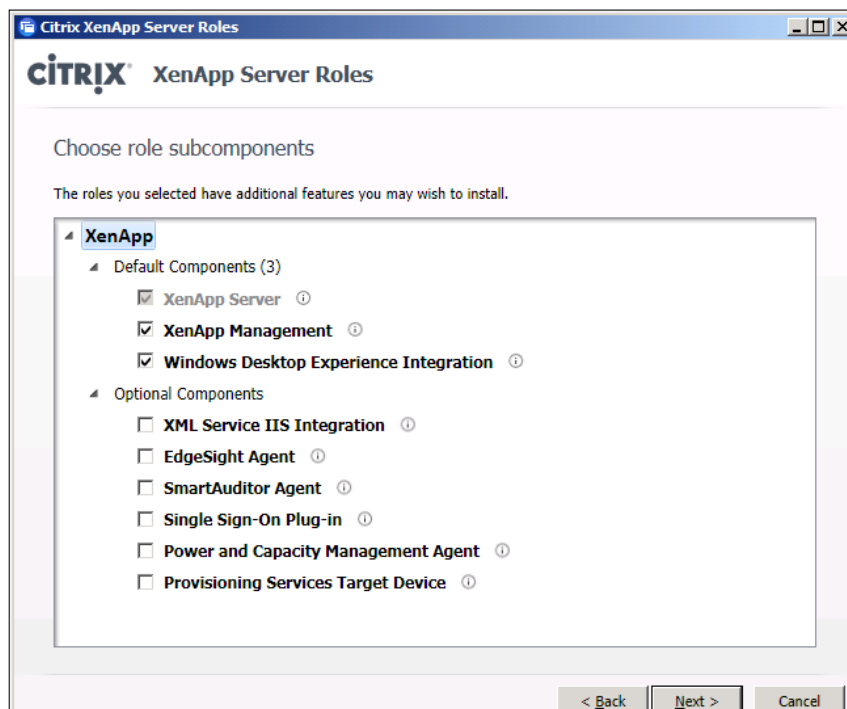 Citrix XenApp Server Roles
CITRIX XenApp Server Roles
Choose role subcomponents
The roles you selected have additional features you may wish to install.
XenApp
Default Components (3)
XenApp Server
XenApp Management
Windows Desktop Experience Integration
Optional Components
XML Service IIS Integration
EdgeSight Agent
SmartAuditor Agent
Single Sign-On Plug-in
Power and Capacity Management Agent
Provisioning Services Target Device
< Back Next > Cancel